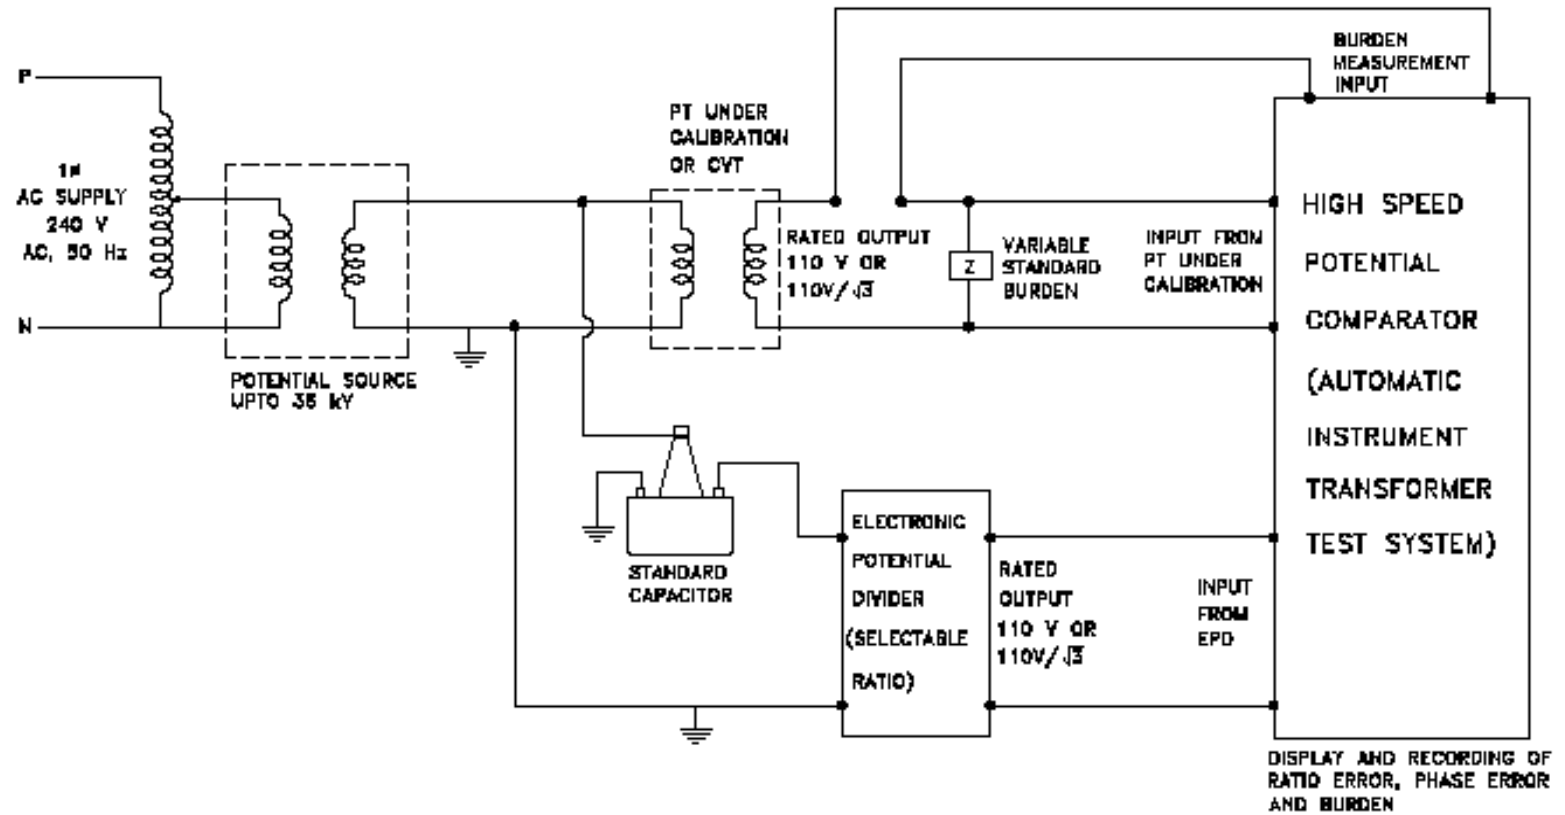 P
1ø
AC SUPPLY
240 V
AC, 50 Hz
N
POTENTIAL SOURCE
UPTO 36 kV
PT UNDER
CALIBRATION
OR CVT
RATED OUTPUT
110 V OR
110V/√3
Z
VARIABLE
STANDARD
BURDEN
INPUT FROM
PT UNDER
CALIBRATION
BURDEN
MEASUREMENT
INPUT
HIGH SPEED
POTENTIAL
COMPARATOR
(AUTOMATIC
INSTRUMENT
TRANSFORMER
TEST SYSTEM)
STANDARD
CAPACITOR
ELECTRONIC
POTENTIAL
DIVIDER
(SELECTABLE
RATIO)
RATED
OUTPUT
110 V OR
110V/√3
INPUT
FROM
EPD
DISPLAY AND RECORDING OF
RATIO ERROR, PHASE ERROR
AND BURDEN